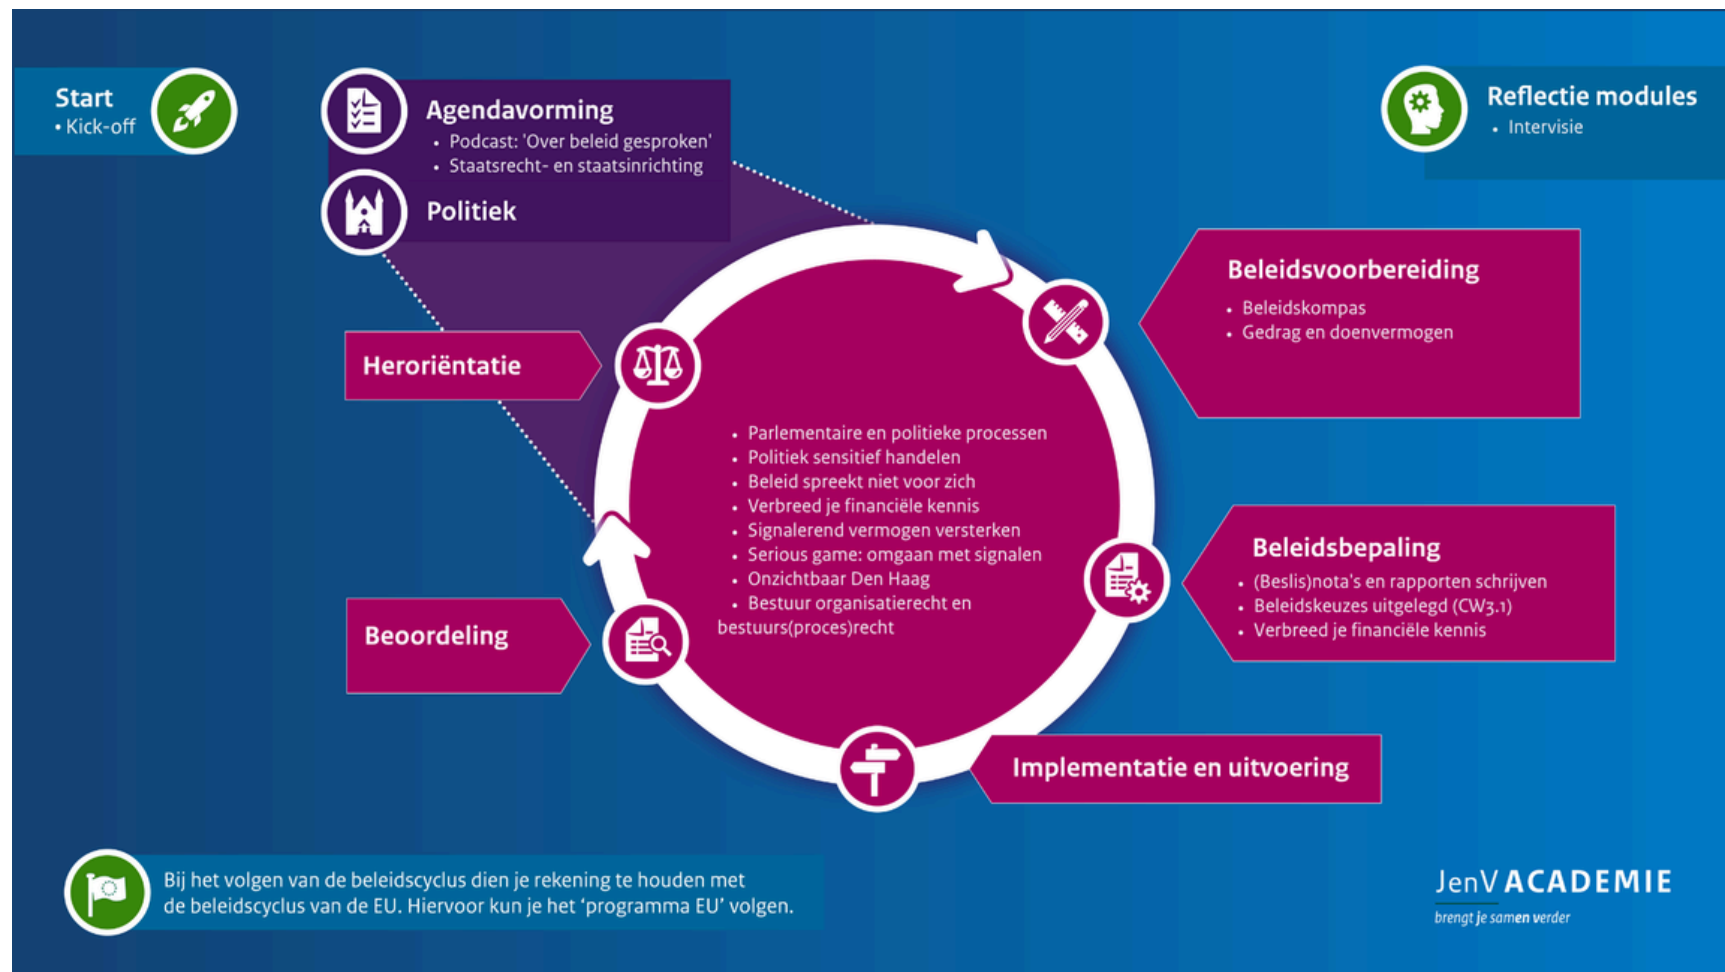 Start
• Kick-off
Agendavorming
• Podcast: 'Over beleid gesproken'
• Staatsrecht- en staatsinrichting
Politiek
Reflectie modules
• Intervisie
Beleidsvoorbereiding
• Beleidskompas
• Gedrag en doenvermogen
Heroriëntatie
• Parlementaire en politieke processen
• Politiek sensitief handelen
• Beleid spreekt niet voor zich
• Verbreed je financiële kennis
• Signalerend vermogen versterken
• Serious game: omgaan met signalen
• Onzichtbaar Den Haag
• Bestuur organisatierecht en
bestuurs(proces)recht
Beleidsbepaling
• (Beslis)nota's en rapporten schrijven
• Beleidskeuzes uitgelegd (CW3.1)
• Verbreed je financiële kennis
Beoordeling
Implementatie en uitvoering
Bij het volgen van de beleidscyclus dien je rekening te houden met
de beleidscyclus van de EU. Hiervoor kun je het ‘programma EU’ volgen.
JenV ACADEMIE
brengt je samen verder